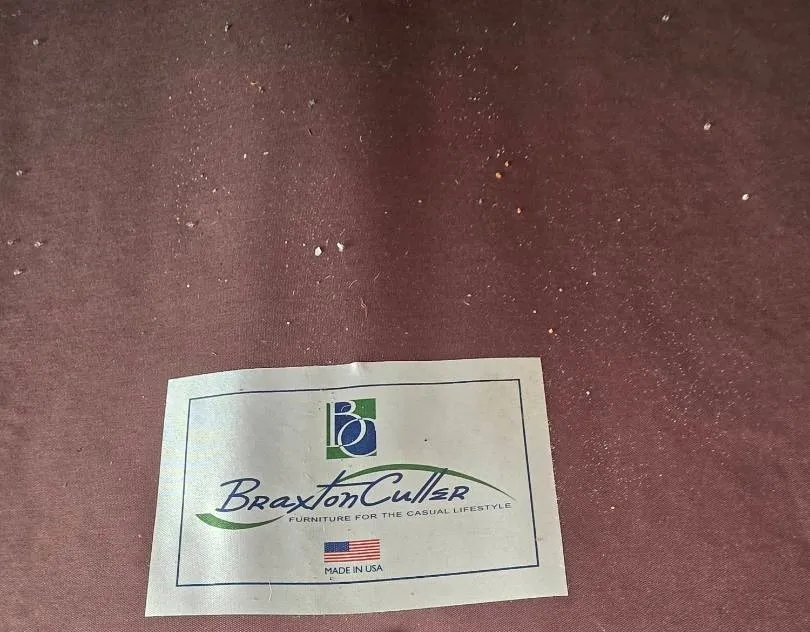 BC
BraxtonCuller
FURNITURE FOR THE CASUAL LIFESTYLE
MADE IN USA